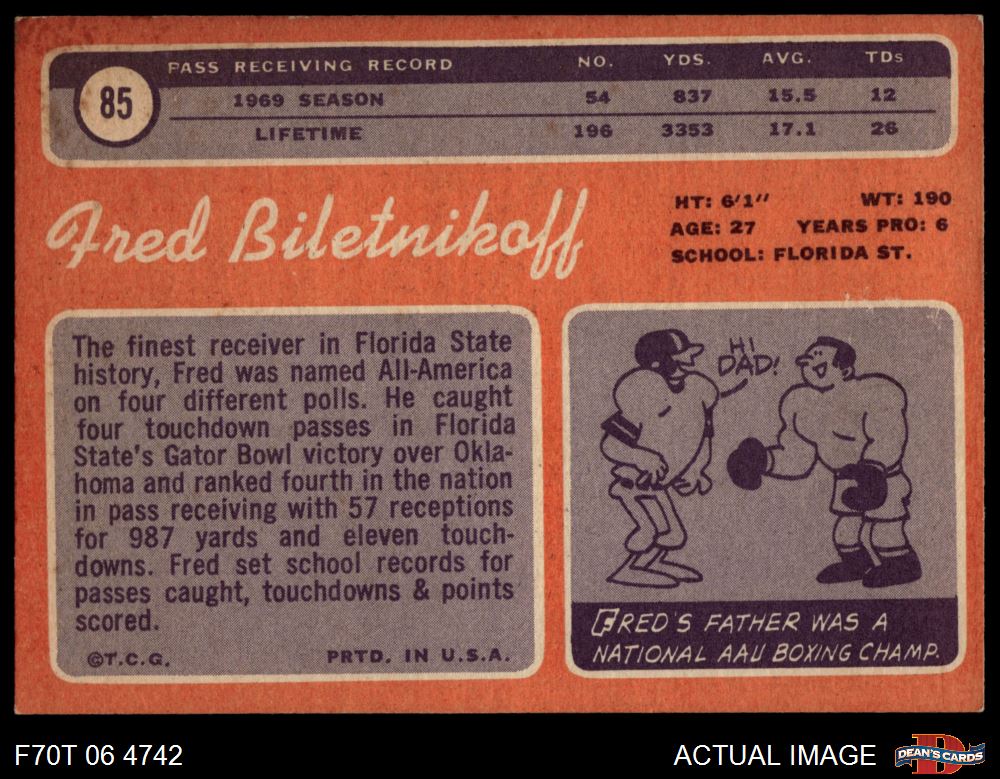 85
PASS RECEIVING RECORD NO. YDS. AVG. TDs
1969 SEASON 54 837 15.5 12
LIFETIME 196 3353 17.1 26
Fred Biletnikoff
HT: 6'1" WT: 190
AGE: 27 YEARS PRO: 6
SCHOOL: FLORIDA ST.
The finest receiver in Florida State
history, Fred was named All-America
on four different polls. He caught
four touchdown passes in Florida
State's Gator Bowl victory over Okla-
homa and ranked fourth in the nation
in pass receiving with 57 receptions
for 987 yards and eleven touch-
downs. Fred set school records for
passes caught, touchdowns & points
scored.
©T.C.G. PRTD. IN U.S.A.
HI
DAD!
FRED'S FATHER WAS A
NATIONAL AAU BOXING CHAMP.
F70T 06 4742
ACTUAL IMAGE
D
DEAN'S CARDS